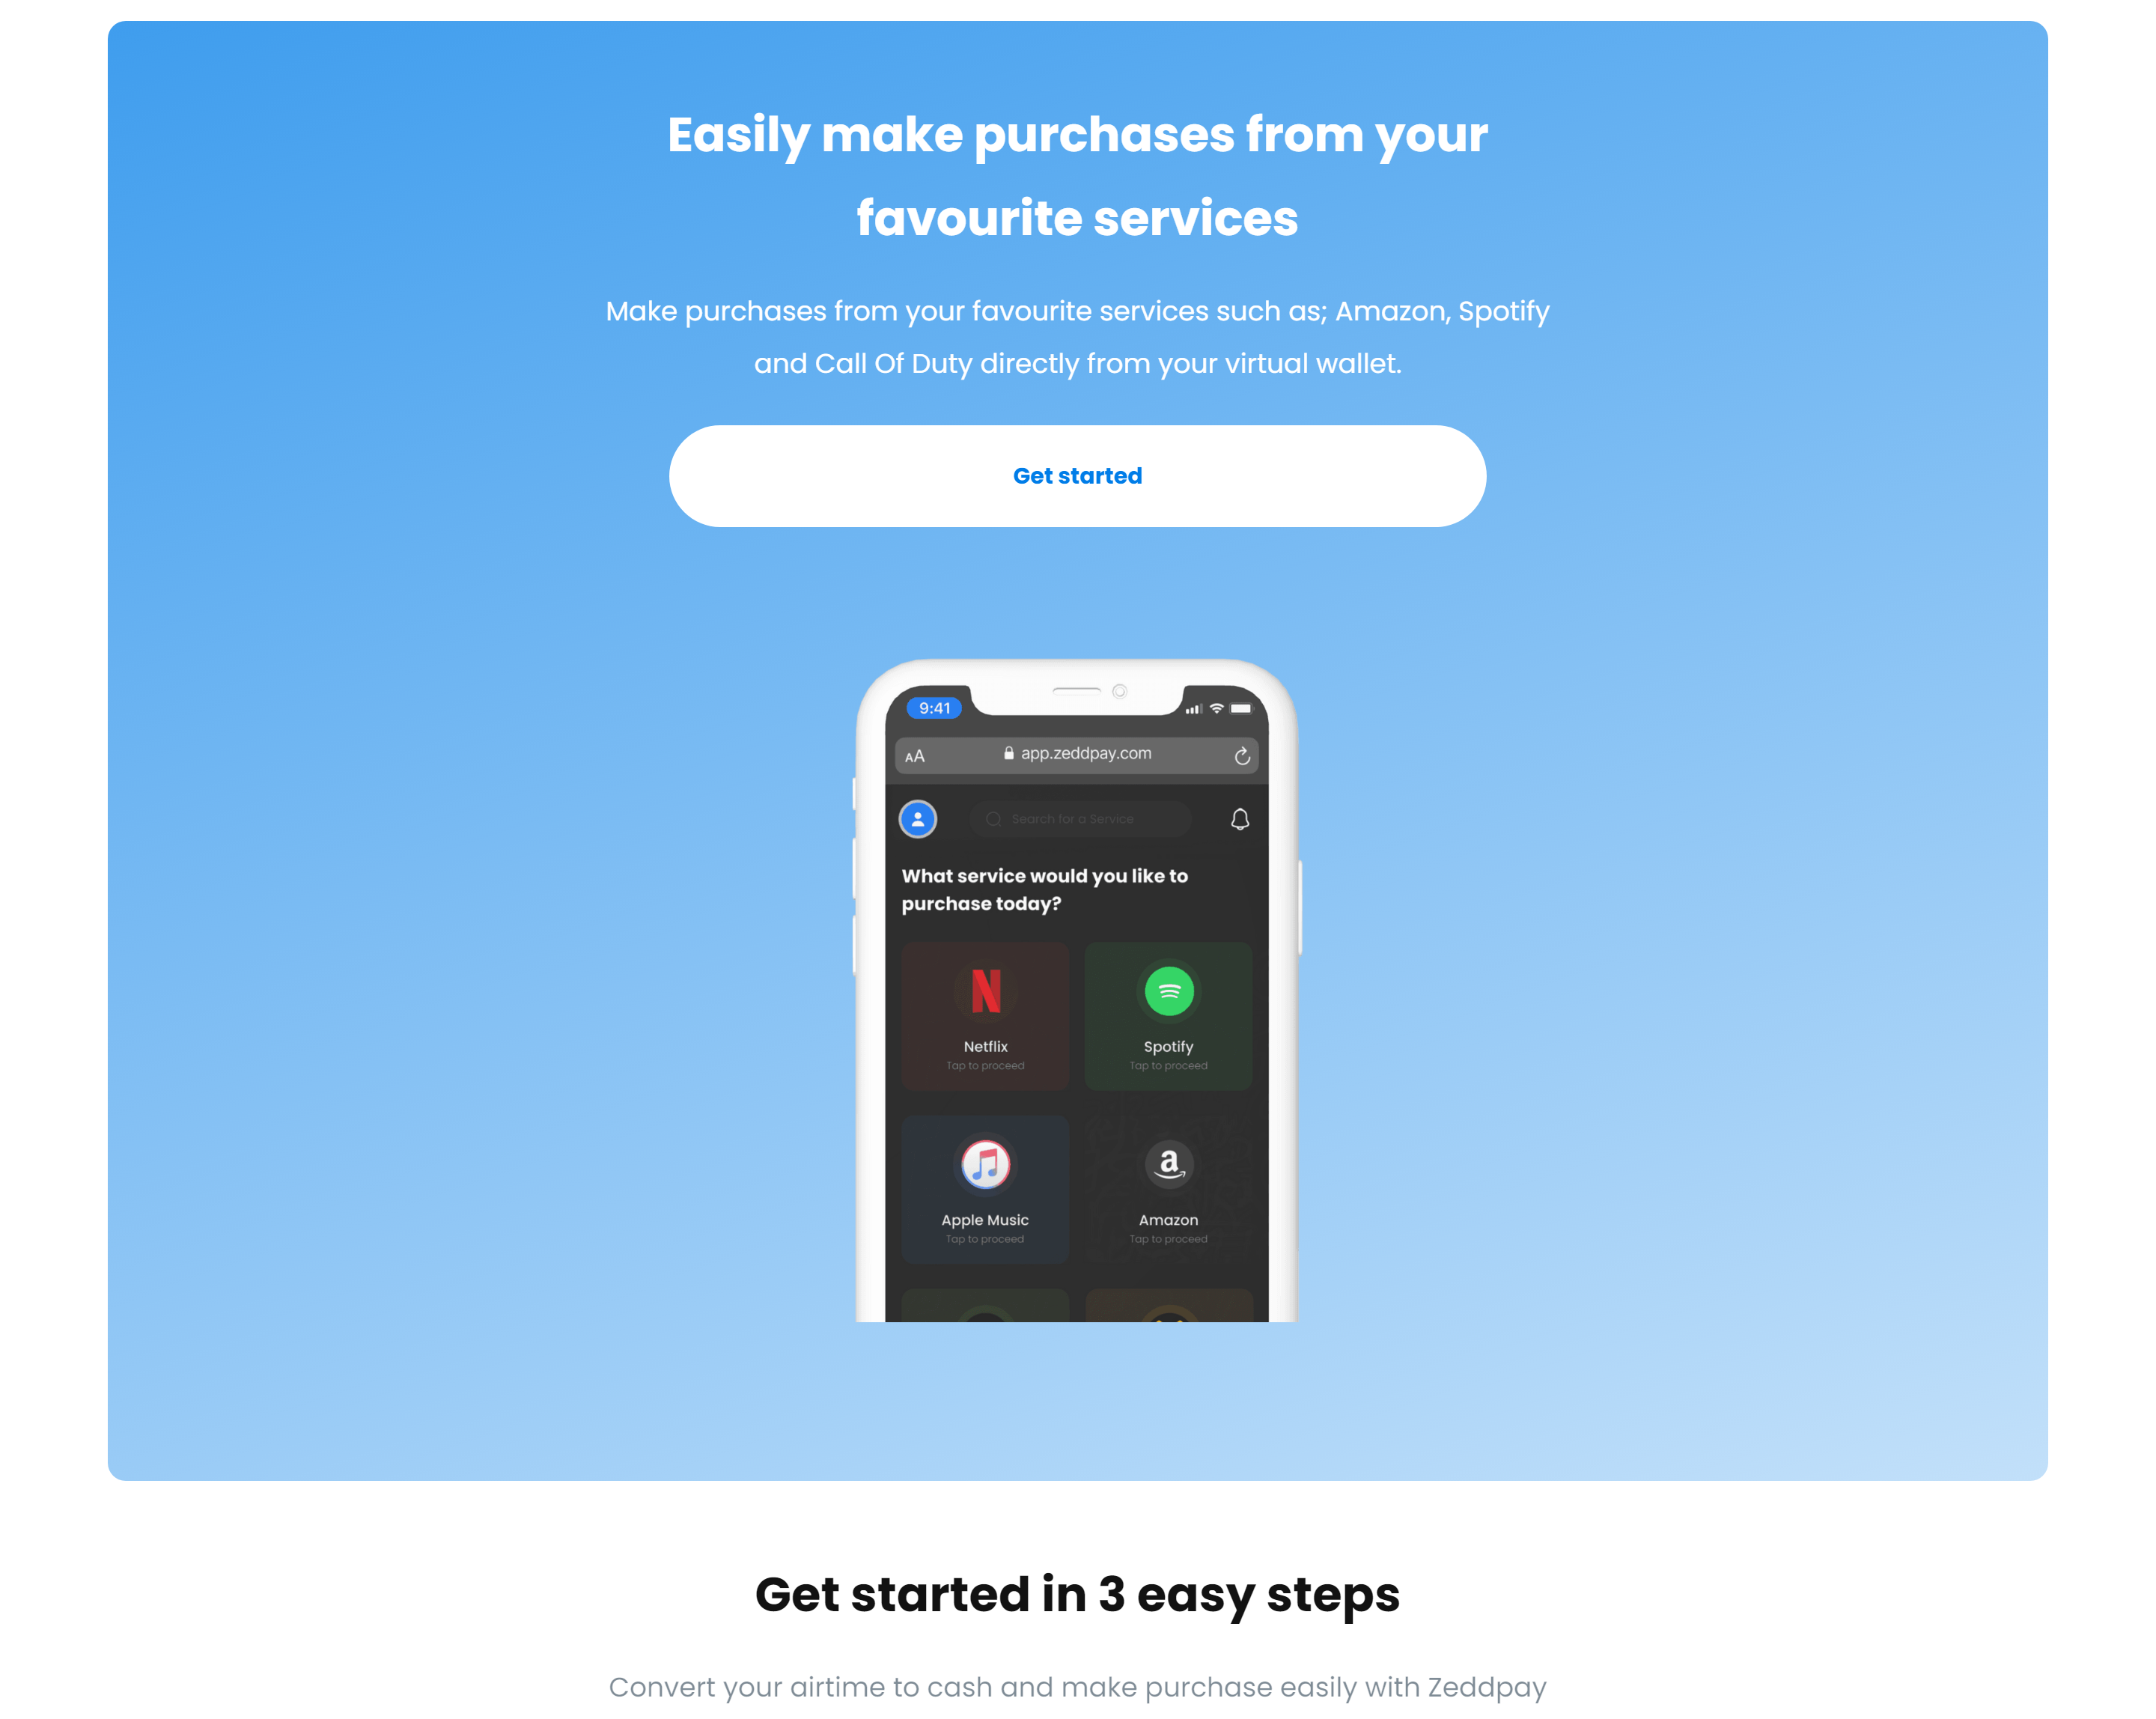 Easily make purchases from your
favourite services
Make purchases from your favourite services such as; Amazon, Spotify
and Call Of Duty directly from your virtual wallet.
Get started
9:41
AA app.zeddpay.com
Search for a Service
What service would you like to
purchase today?
Netflix Spotify
Tap to proceed Tap to proceed
Apple Music Amazon
Tap to proceed Tap to proceed
Get started in 3 easy steps
Convert your airtime to cash and make purchase easily with Zeddpay